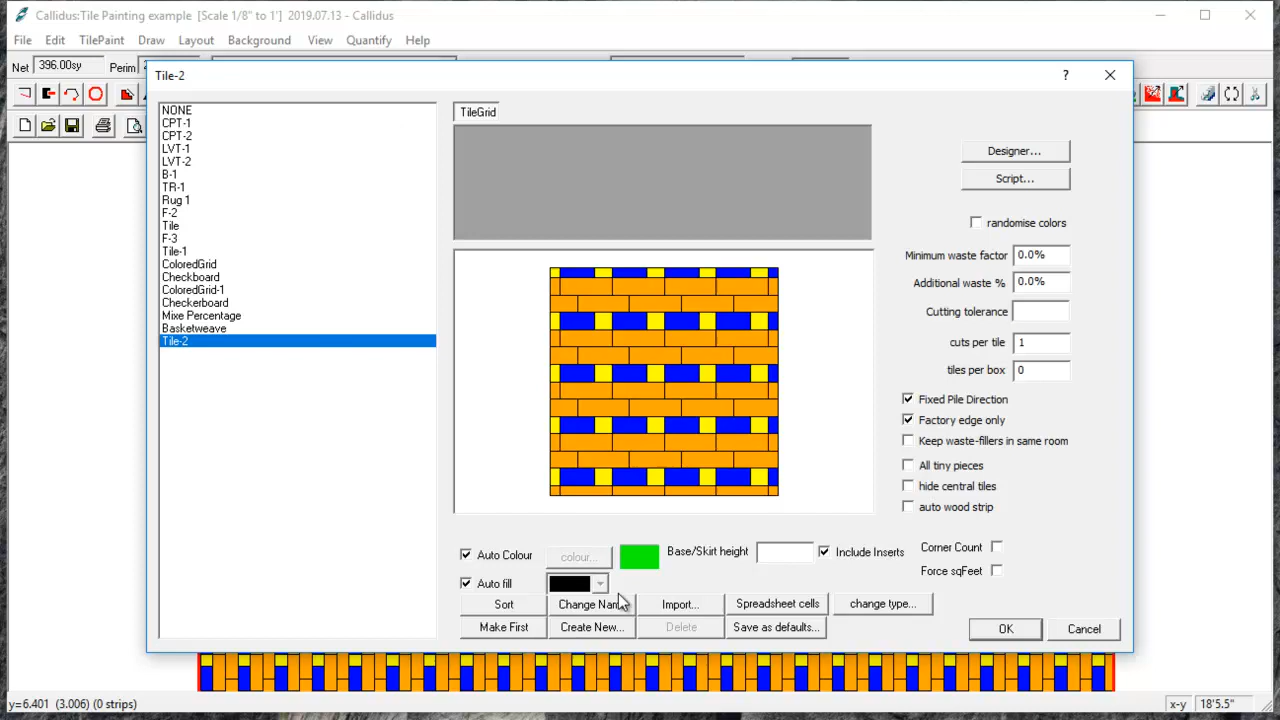 Callidus:Tile Painting example [Scale 1/8" to 1'] 2019.07.13 - Callidus
File Edit TilePaint Draw Layout Background View Quantify Help
Net 396.00sy Perim
Tile-2
?
NONE
CPT-1
CPT-2
LVT-1
LVT-2
B-1
TR-1
Rug 1
F-2
Tile
F-3
Tile-1
ColoredGrid
Checkboard
ColoredGrid-1
Checkerboard
Mixe Percentage
Basketweave
Tile-2
TileGrid
Designer...
Script...
randomise colors
Minimum waste factor 0.0%
Additional waste % 0.0%
Cutting tolerance
cuts per tile 1
tiles per box 0
Fixed Pile Direction
Factory edge only
Keep waste-fillers in same room
All tiny pieces
hide central tiles
auto wood strip
Auto Colour colour... Base/Skirt height Include Inserts Corner Count
Auto fill Force sqFeet
Sort Change Nam Import... Spreadsheet cells change type...
Make First Create New... Delete Save as defaults... OK Cancel
y=6.401 (3.006) (0 strips) x-y 18'5.5"